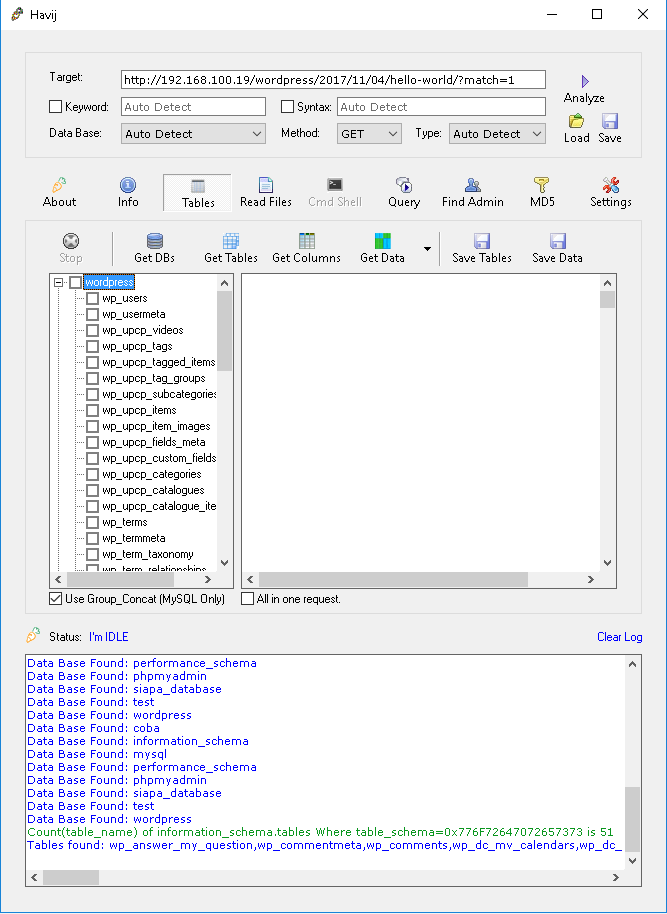 Havij
Target: http://192.168.100.19/wordpress/2017/11/04/hello-world/?match=1
Analyze
Keyword: Auto Detect Syntax: Auto Detect
Data Base: Auto Detect Method: GET Type: Auto Detect
Load Save
About Info Tables Read Files Cmd Shell Query Find Admin MD5 Settings
Stop Get DBs Get Tables Get Columns Get Data Save Tables Save Data
wordpress
wp_users
wp_usermeta
wp_upcp_videos
wp_upcp_tags
wp_upcp_tagged_items
wp_upcp_tag_groups
wp_upcp_subcategories
wp_upcp_items
wp_upcp_item_images
wp_upcp_fields_meta
wp_upcp_custom_fields
wp_upcp_categories
wp_upcp_catalogues
wp_upcp_catalogue_ite
wp_terms
wp_termmeta
wp_term_taxonomy
wp_term_relationships
Use Group_Concat (MySQL Only) All in one request.
Status: I'm IDLE Clear Log
Data Base Found: performance_schema
Data Base Found: phpmyadmin
Data Base Found: siapa_database
Data Base Found: test
Data Base Found: wordpress
Data Base Found: coba
Data Base Found: information_schema
Data Base Found: mysql
Data Base Found: performance_schema
Data Base Found: phpmyadmin
Data Base Found: siapa_database
Data Base Found: test
Data Base Found: wordpress
Count(table_name) of information_schema.tables Where table_schema=0x776F72647072657373 is 51
Tables found: wp_answer_my_question,wp_commentmeta,wp_comments,wp_dc_mv_calendars,wp_dc_